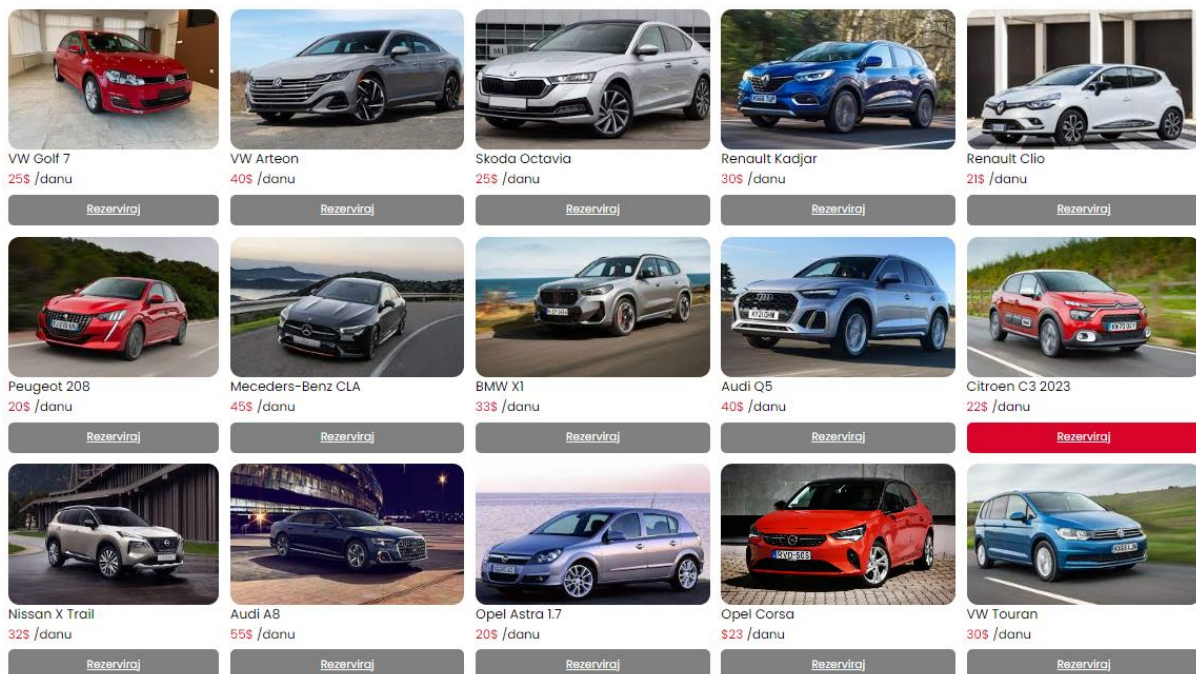 VW Golf 7
25$ /danu
Rezerviraj
VW Arteon
40$ /danu
Rezerviraj
Skoda Octavia
25$ /danu
Rezerviraj
Renault Kadjar
30$ /danu
Rezerviraj
Renault Clio
21$ /danu
Rezerviraj
Peugeot 208
20$ /danu
Rezerviraj
Meceders-Benz CLA
45$ /danu
Rezerviraj
BMW X1
33$ /danu
Rezerviraj
Audi Q5
40$ /danu
Rezerviraj
Citroen C3 2023
22$ /danu
Rezerviraj
Nissan X Trail
32$ /danu
Rezerviraj
Audi A8
55$ /danu
Rezerviraj
Opel Astra 1.7
20$ /danu
Rezerviraj
RVD-608
Opel Corsa
$23 /danu
Rezerviraj
VW Touran
30$ /danu
Rezerviraj